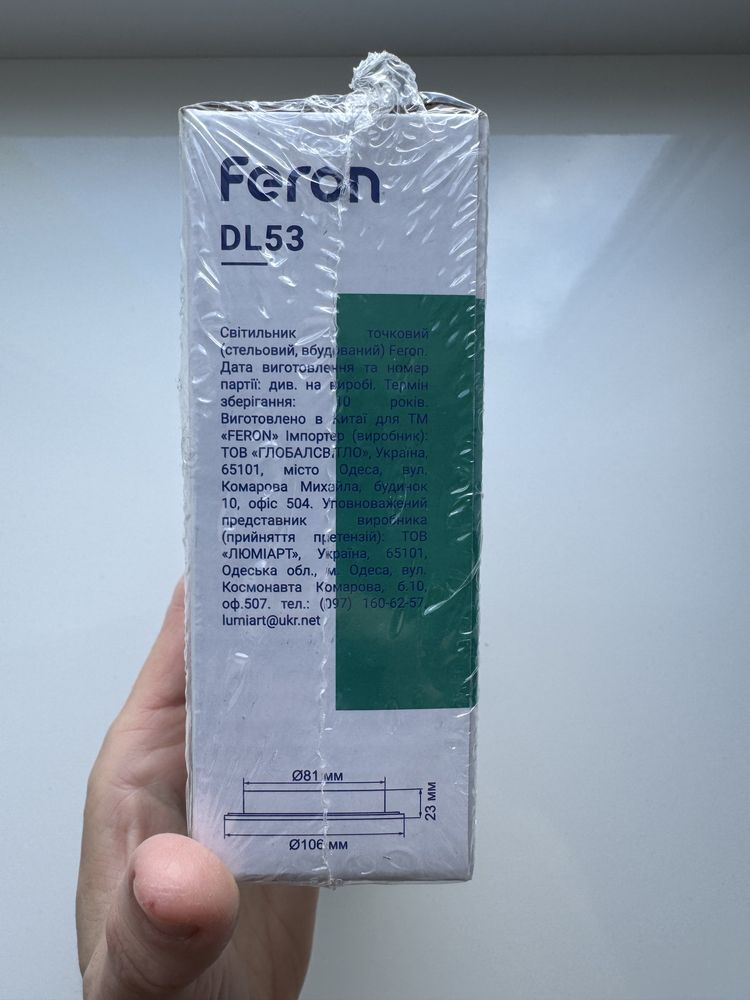 Feron
DL53
Світильник точковий
(стельовий, вбудований) Feron.
Дата виготовлення та номер
партії: див. на виробі. Термін
зберігання: 10 років.
Виготовлено в Китаї для ТМ
«FERON» Імпортер (виробник):
ТОВ «ГЛОБАЛСВІТЛО», Україна,
65101, місто Одеса, вул.
Комарова Михайла, будинок
10, офіс 504. Уповноважений
представник виробника
(прийняття претензій): ТОВ
«ЛЮМІАРТ», Україна, 65101,
Одеська обл., м. Одеса, вул.
Космонавта Комарова, б.10,
оф.507. тел.: (097) 160-62-57,
lumiart@ukr.net
Ø81 мм
23 мм
Ø106 мм